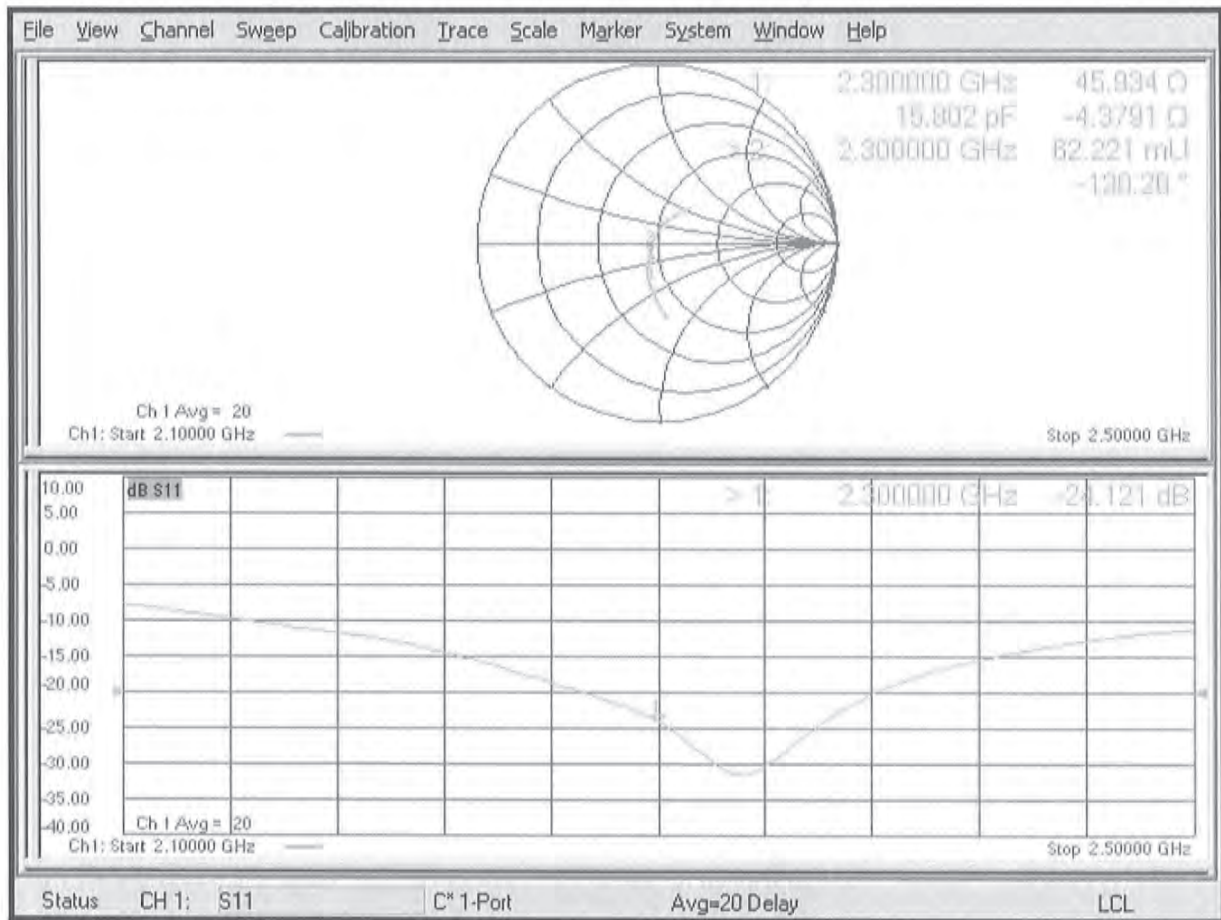 File View Channel Sweep Calibration Trace Scale Marker System Window Help
1: 2.300000 GHz 45.934 Ω
15.802 pF -4.3791 Ω
> 2: 2.300000 GHz 62.221 mU
-130.20 °
Ch 1 Avg = 20
Ch1: Start 2.10000 GHz
Stop 2.50000 GHz
dB S11
> 1: 2.300000 GHz -24.121 dB
10.00
5.00
0.00
-5.00
-10.00
-15.00
-20.00
-25.00
-30.00
-35.00
-40.00
1
Ch 1 Avg = 20
Ch1: Start 2.10000 GHz
Stop 2.50000 GHz
Status CH 1: S11 C* 1-Port Avg=20 Delay LCL